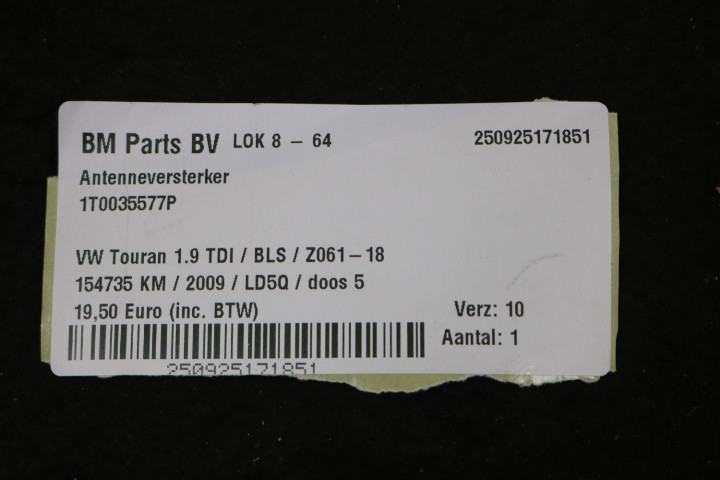 BM Parts BV LOK 8 – 64 250925171851
Antenneversterker
1T0035577P
VW Touran 1.9 TDI / BLS / Z061–18
154735 KM / 2009 / LD5Q / doos 5
19,50 Euro (inc. BTW) Verz: 10
Aantal: 1
250925171851